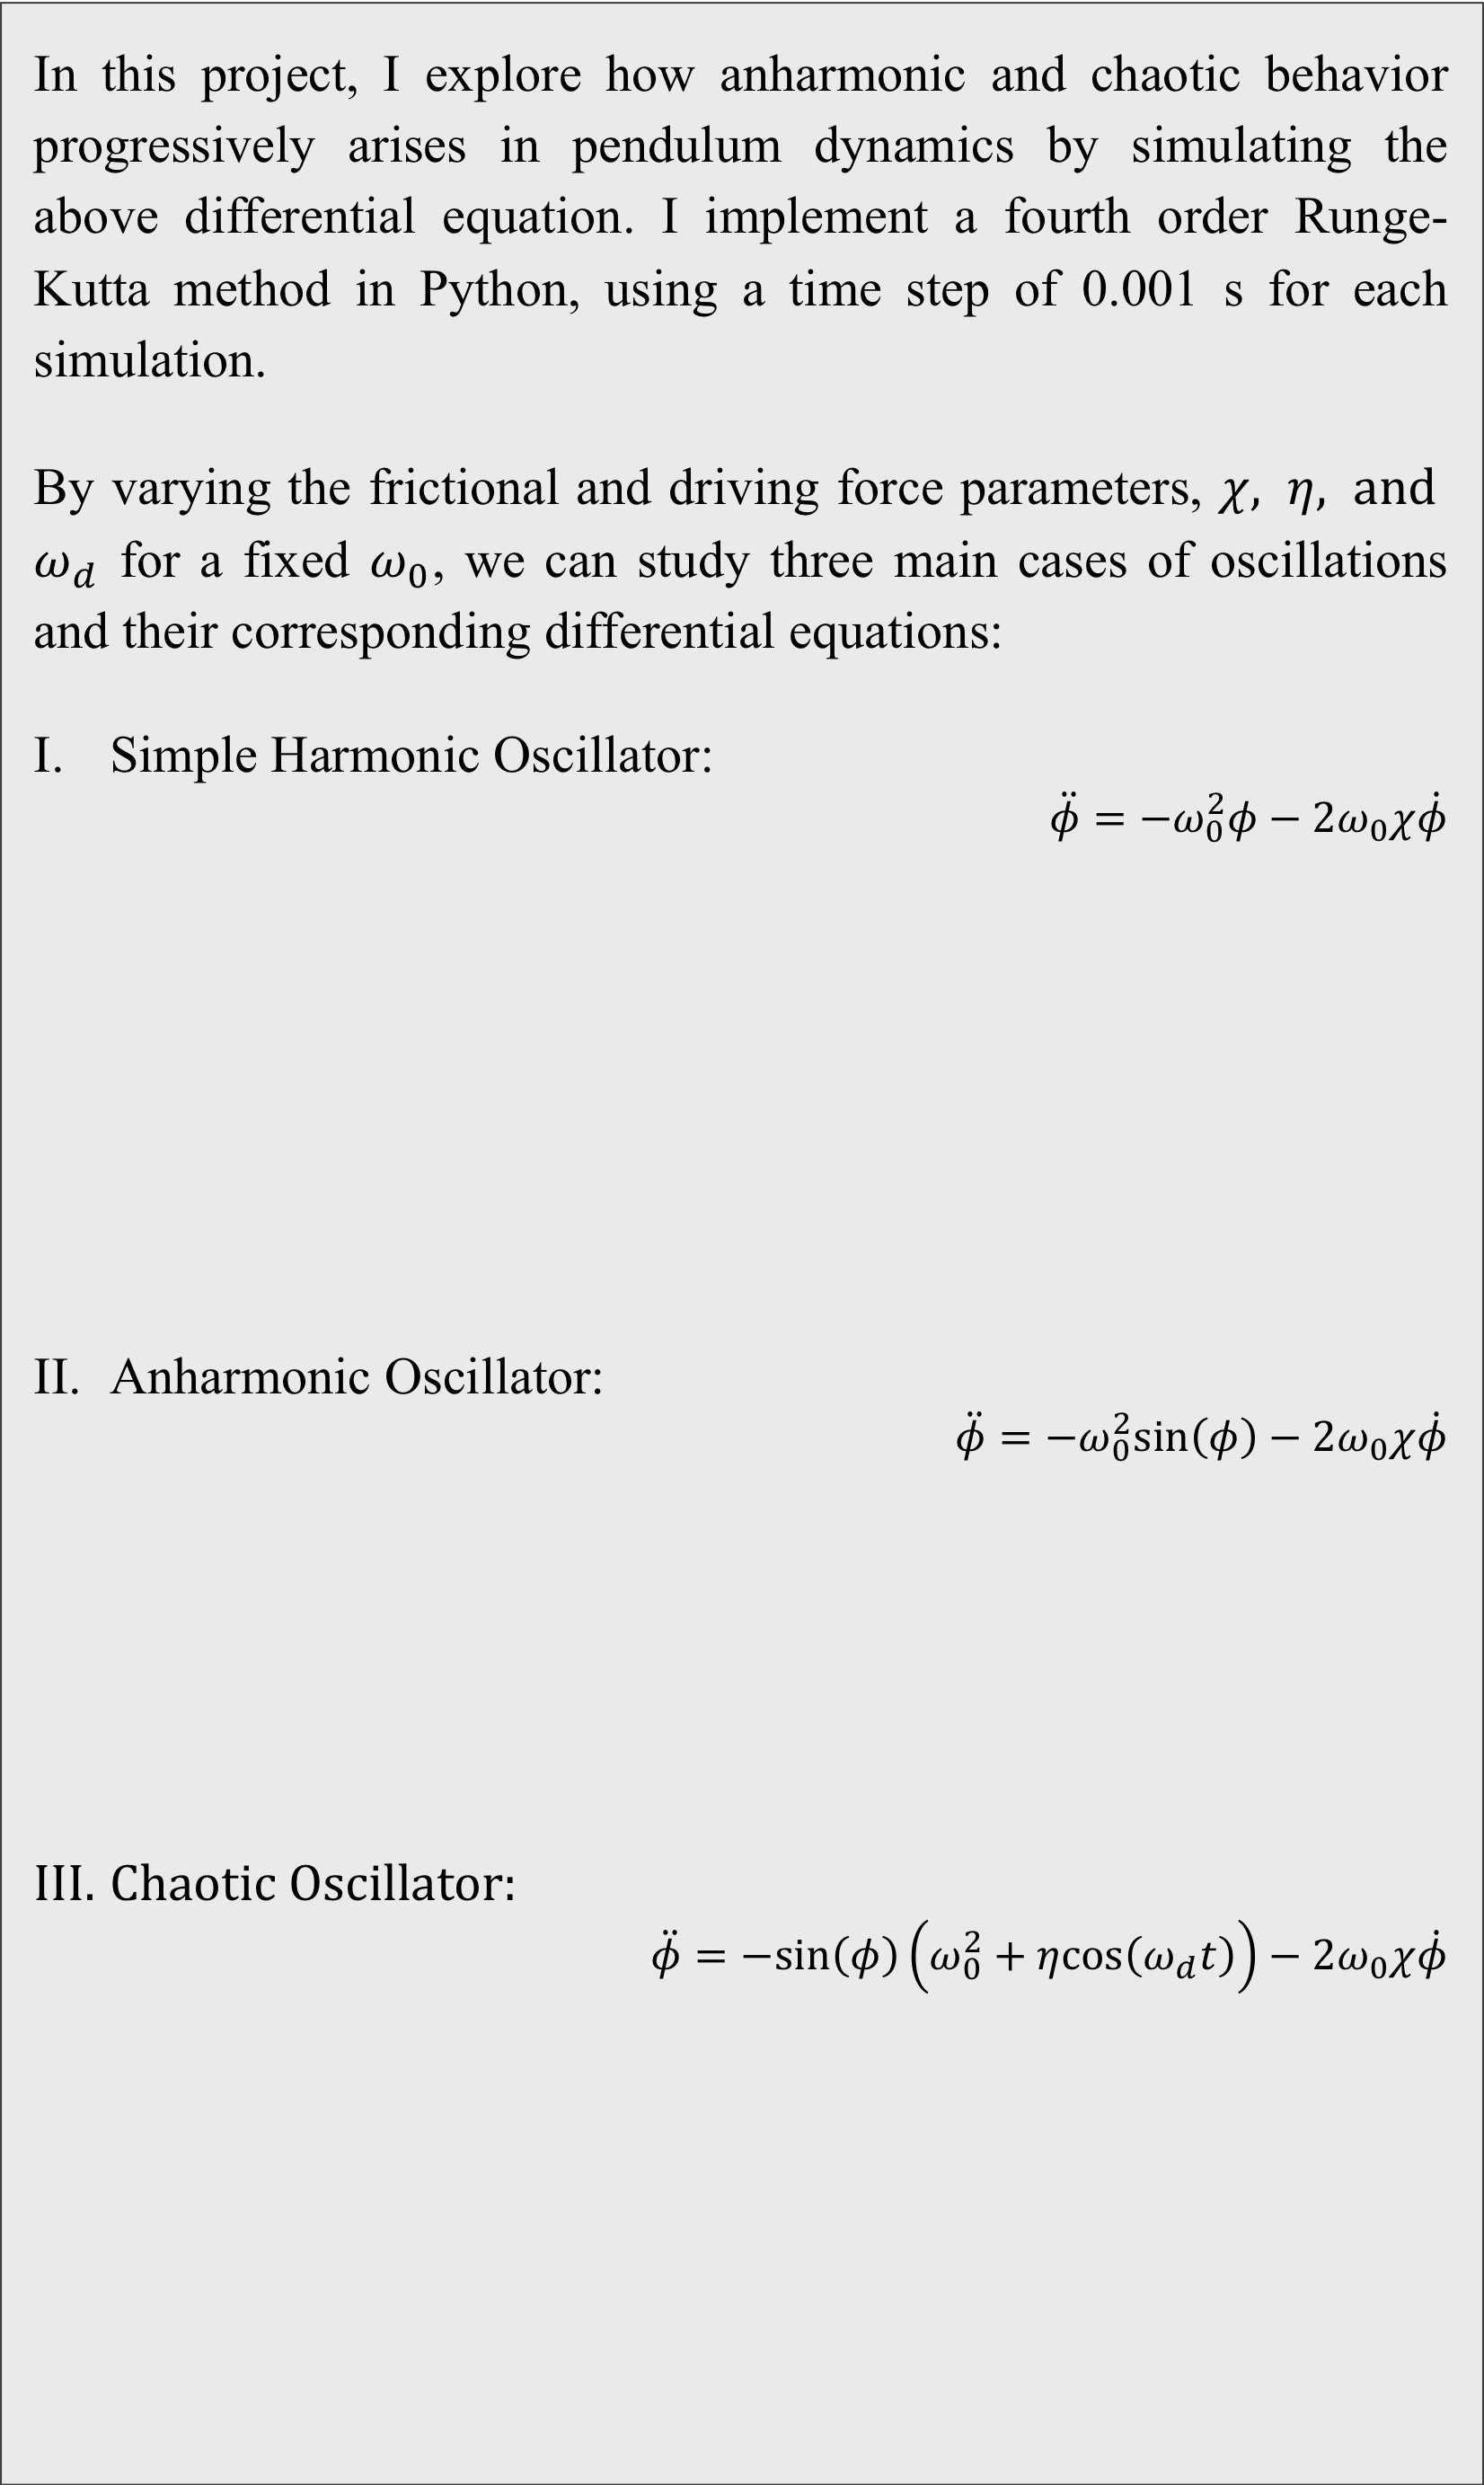 In this project, I explore how anharmonic and chaotic behavior
progressively arises in pendulum dynamics by simulating the
above differential equation. I implement a fourth order Runge-
Kutta method in Python, using a time step of 0.001 s for each
simulation.
By varying the frictional and driving force parameters, χ, η, and
ω_d for a fixed ω_0, we can study three main cases of oscillations
and their corresponding differential equations:
I. Simple Harmonic Oscillator:
ϕ̈ = −ω_0^2 ϕ − 2ω_0 χϕ̇
II. Anharmonic Oscillator:
ϕ̈ = −ω_0^2 sin(ϕ) − 2ω_0 χϕ̇
III. Chaotic Oscillator:
ϕ̈ = −sin(ϕ) (ω_0^2 + ηcos(ω_d t)) − 2ω_0 χϕ̇